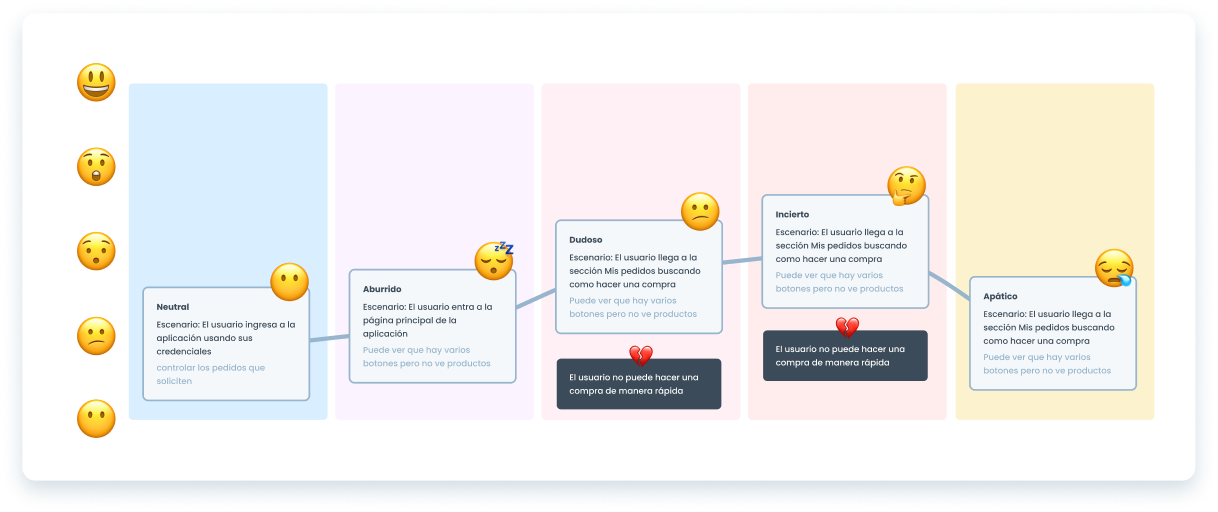 Neutral
Escenario: El usuario ingresa a la
aplicación usando sus
credenciales
controlar los pedidos que
soliciten
Aburrido
Escenario: El usuario entra a la
página principal de la
aplicación
Puede ver que hay varios
botones pero no ve productos
Dudoso
Escenario: El usuario llega a la
sección Mis pedidos buscando
como hacer una compra
Puede ver que hay varios
botones pero no ve productos
El usuario no puede hacer una
compra de manera rápida
Incierto
Escenario: El usuario llega a la
sección Mis pedidos buscando
como hacer una compra
Puede ver que hay varios
botones pero no ve productos
El usuario no puede hacer una
compra de manera rápida
Apático
Escenario: El usuario llega a la
sección Mis pedidos buscando
como hacer una compra
Puede ver que hay varios
botones pero no ve productos